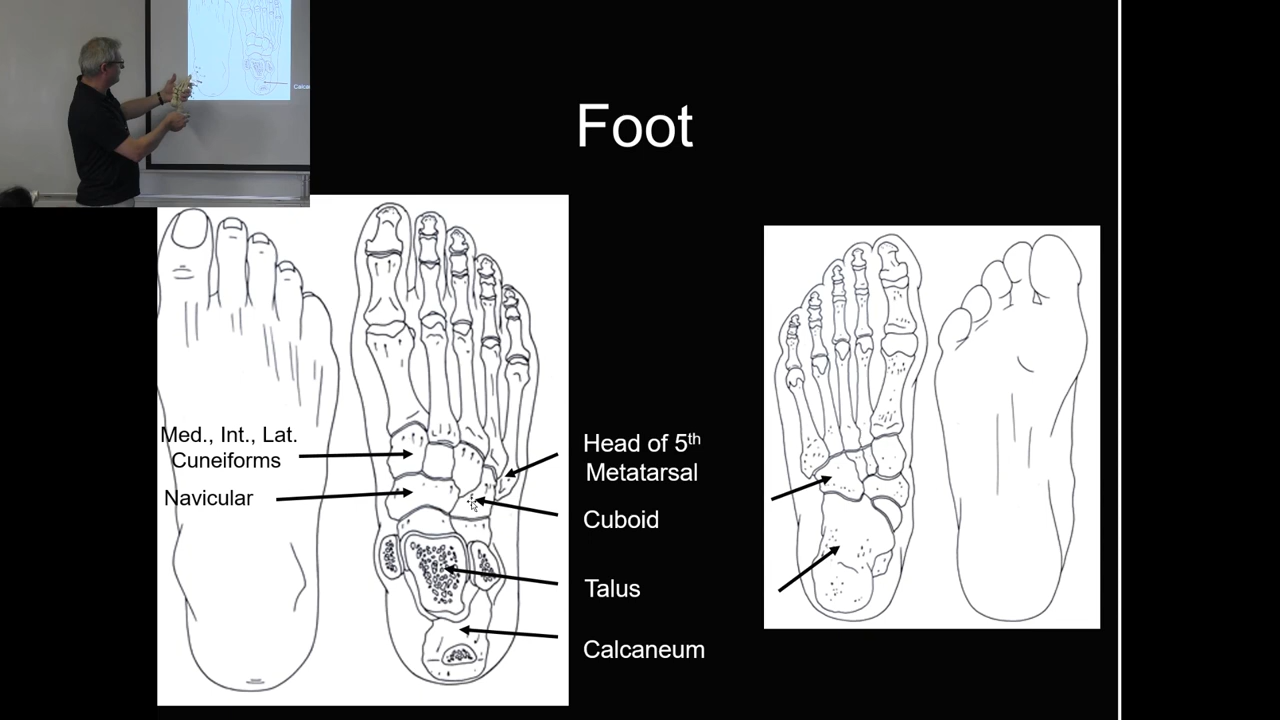 Foot
Med., Int., Lat.
Cuneiforms
Navicular
Head of 5th
Metatarsal
Cuboid
Talus
Calcaneum